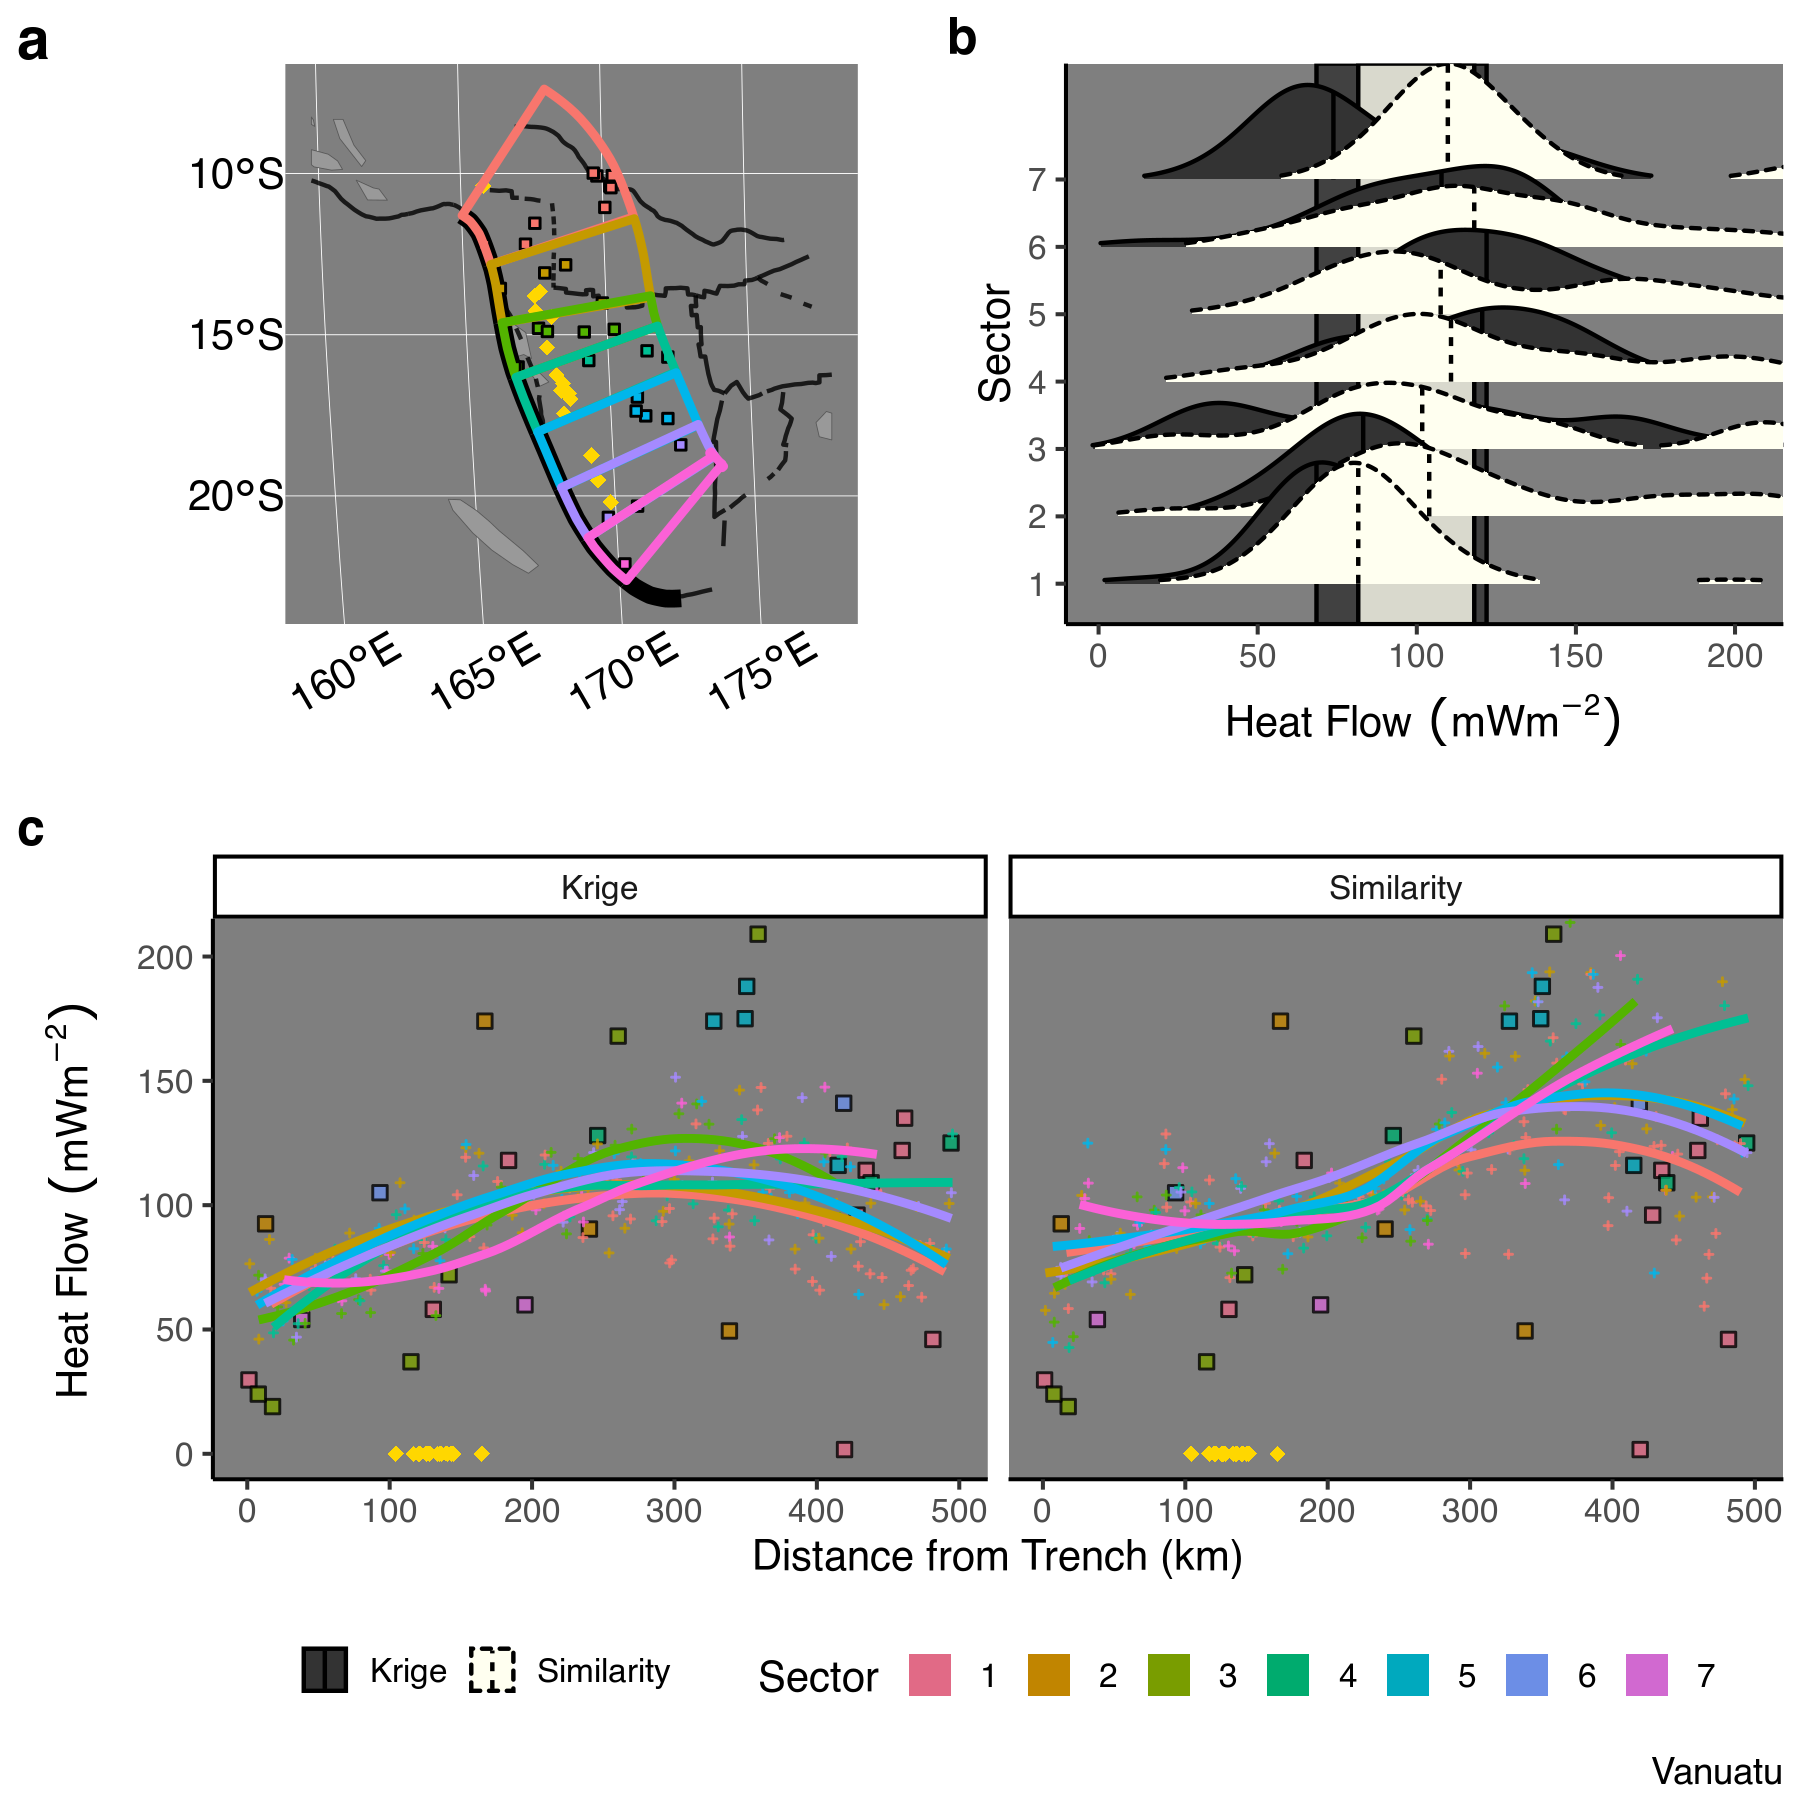 a
10°S
15°S
20°S
160°E
165°E
170°E
175°E
b
Sector
7
6
5
4
3
2
1
0
50
100
150
200
Heat Flow (mWm−2)
c
Krige
Similarity
Heat Flow (mWm−2)
200
150
100
50
0
0
100
200
300
400
500
0
100
200
300
400
500
Distance from Trench (km)
Krige
Similarity
Sector
1
2
3
4
5
6
7
Vanuatu